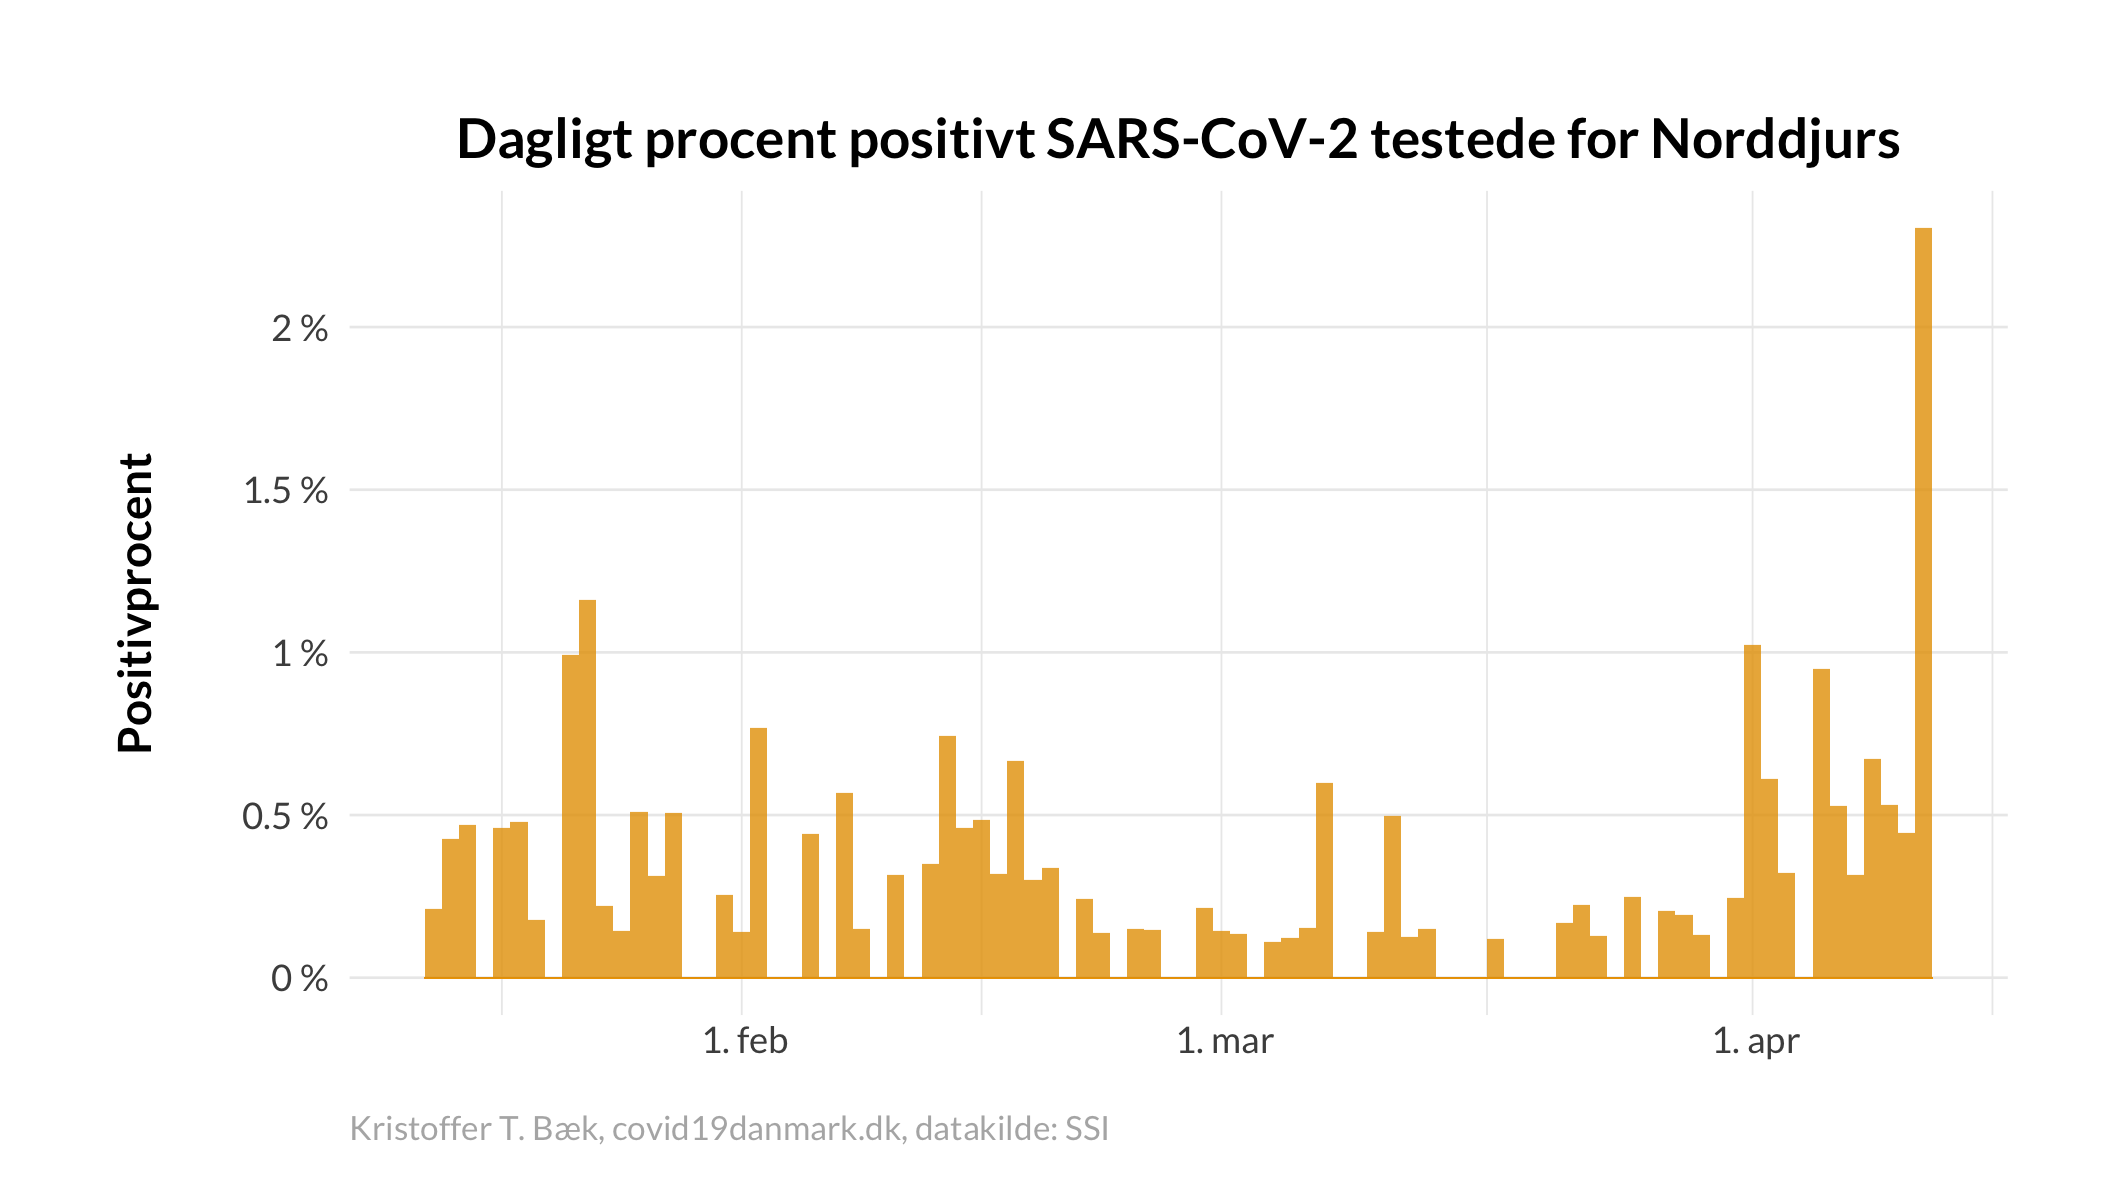 Dagligt procent positivt SARS-CoV-2 testede for Norddjurs
Positivprocent
2 %
1.5 %
1 %
0.5 %
0 %
1. feb
1. mar
1. apr
Kristoffer T. Bæk, covid19danmark.dk, datakilde: SSI